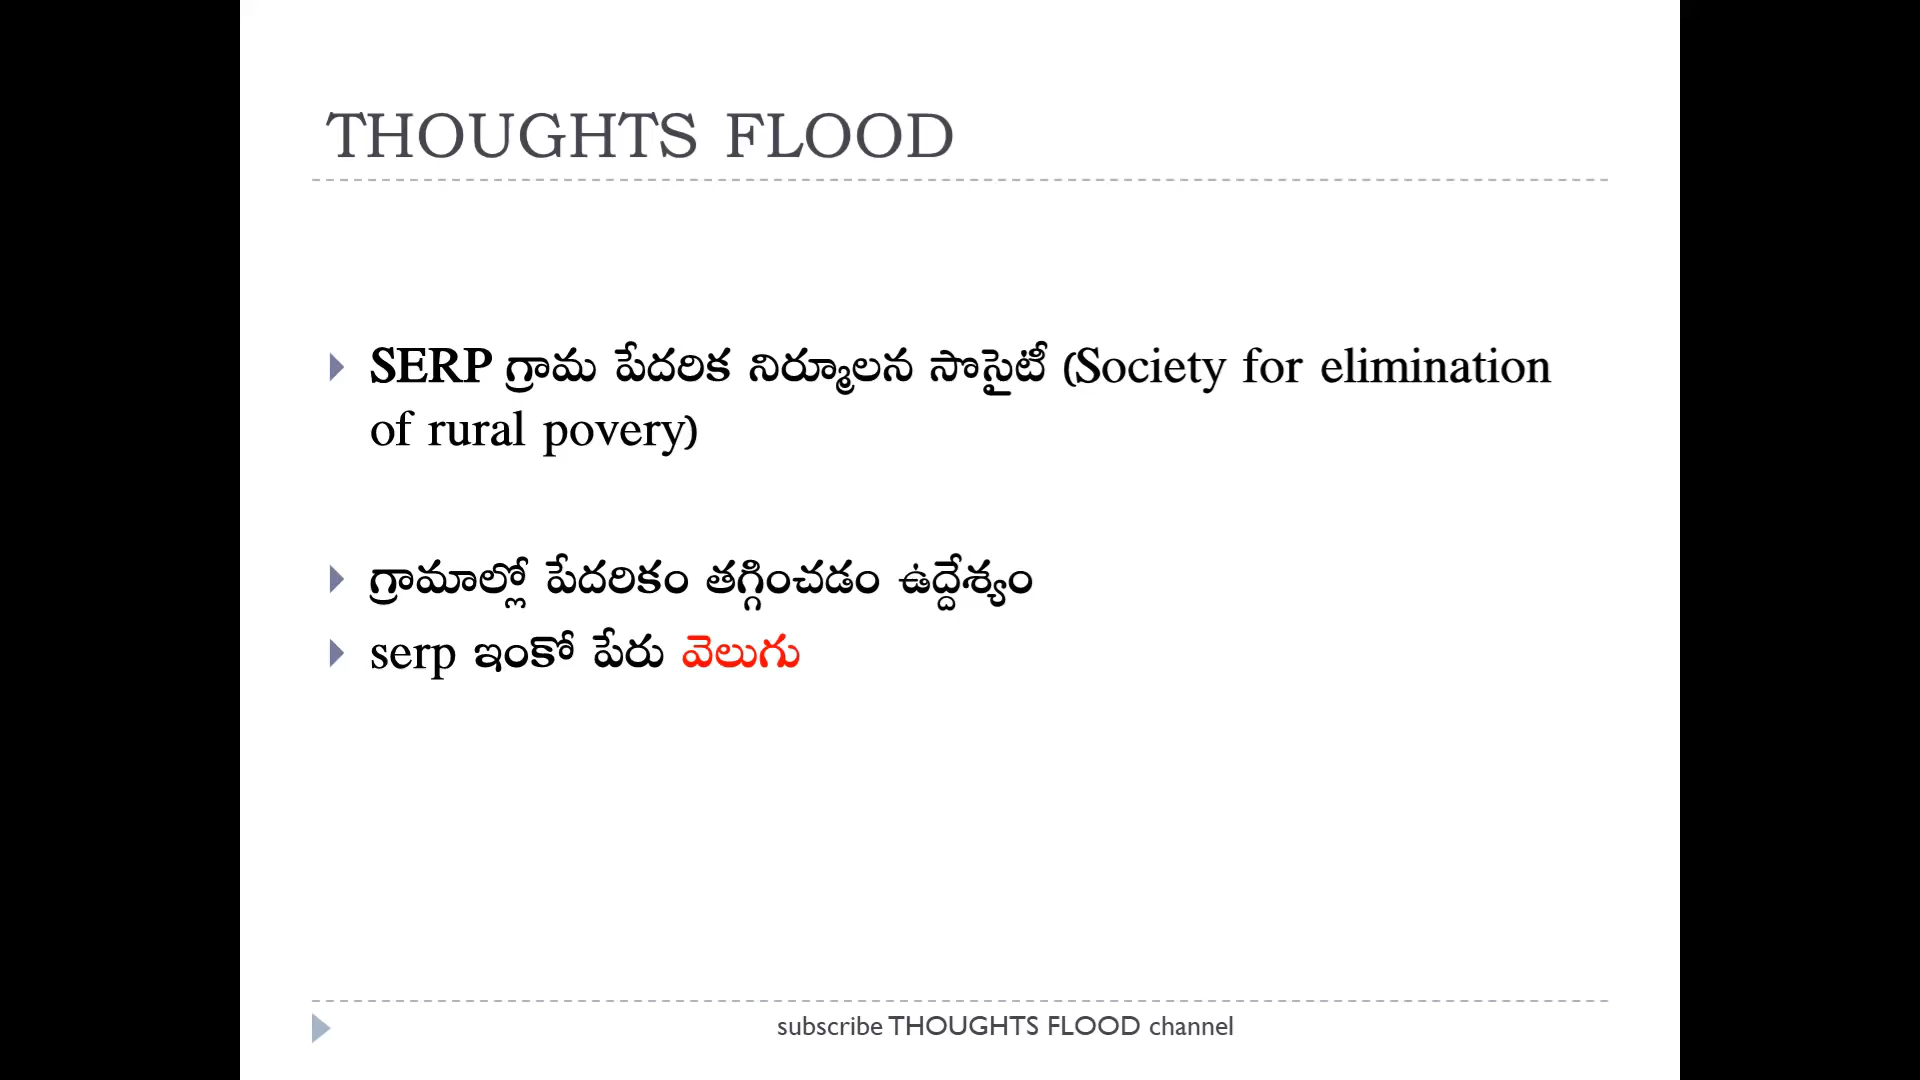 THOUGHTS FLOOD
SERP గ్రామ పేదరిక నిర్మూలన సొసైటీ (Society for elimination
of rural povery)
గ్రామాల్లో పేదరికం తగ్గించడం ఉద్దేశ్యం
serp ఇంకో పేరు వెలుగు
subscribe THOUGHTS FLOOD channel